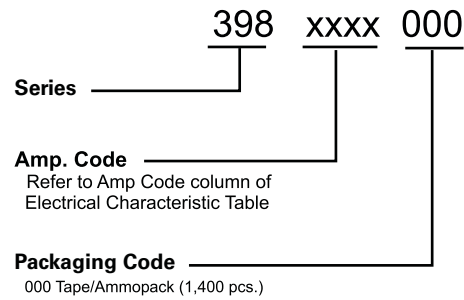 398 xxxx 000
Series
Amp. Code
Refer to Amp Code column of
Electrical Characteristic Table
Packaging Code
000 Tape/Ammopack (1,400 pcs.)